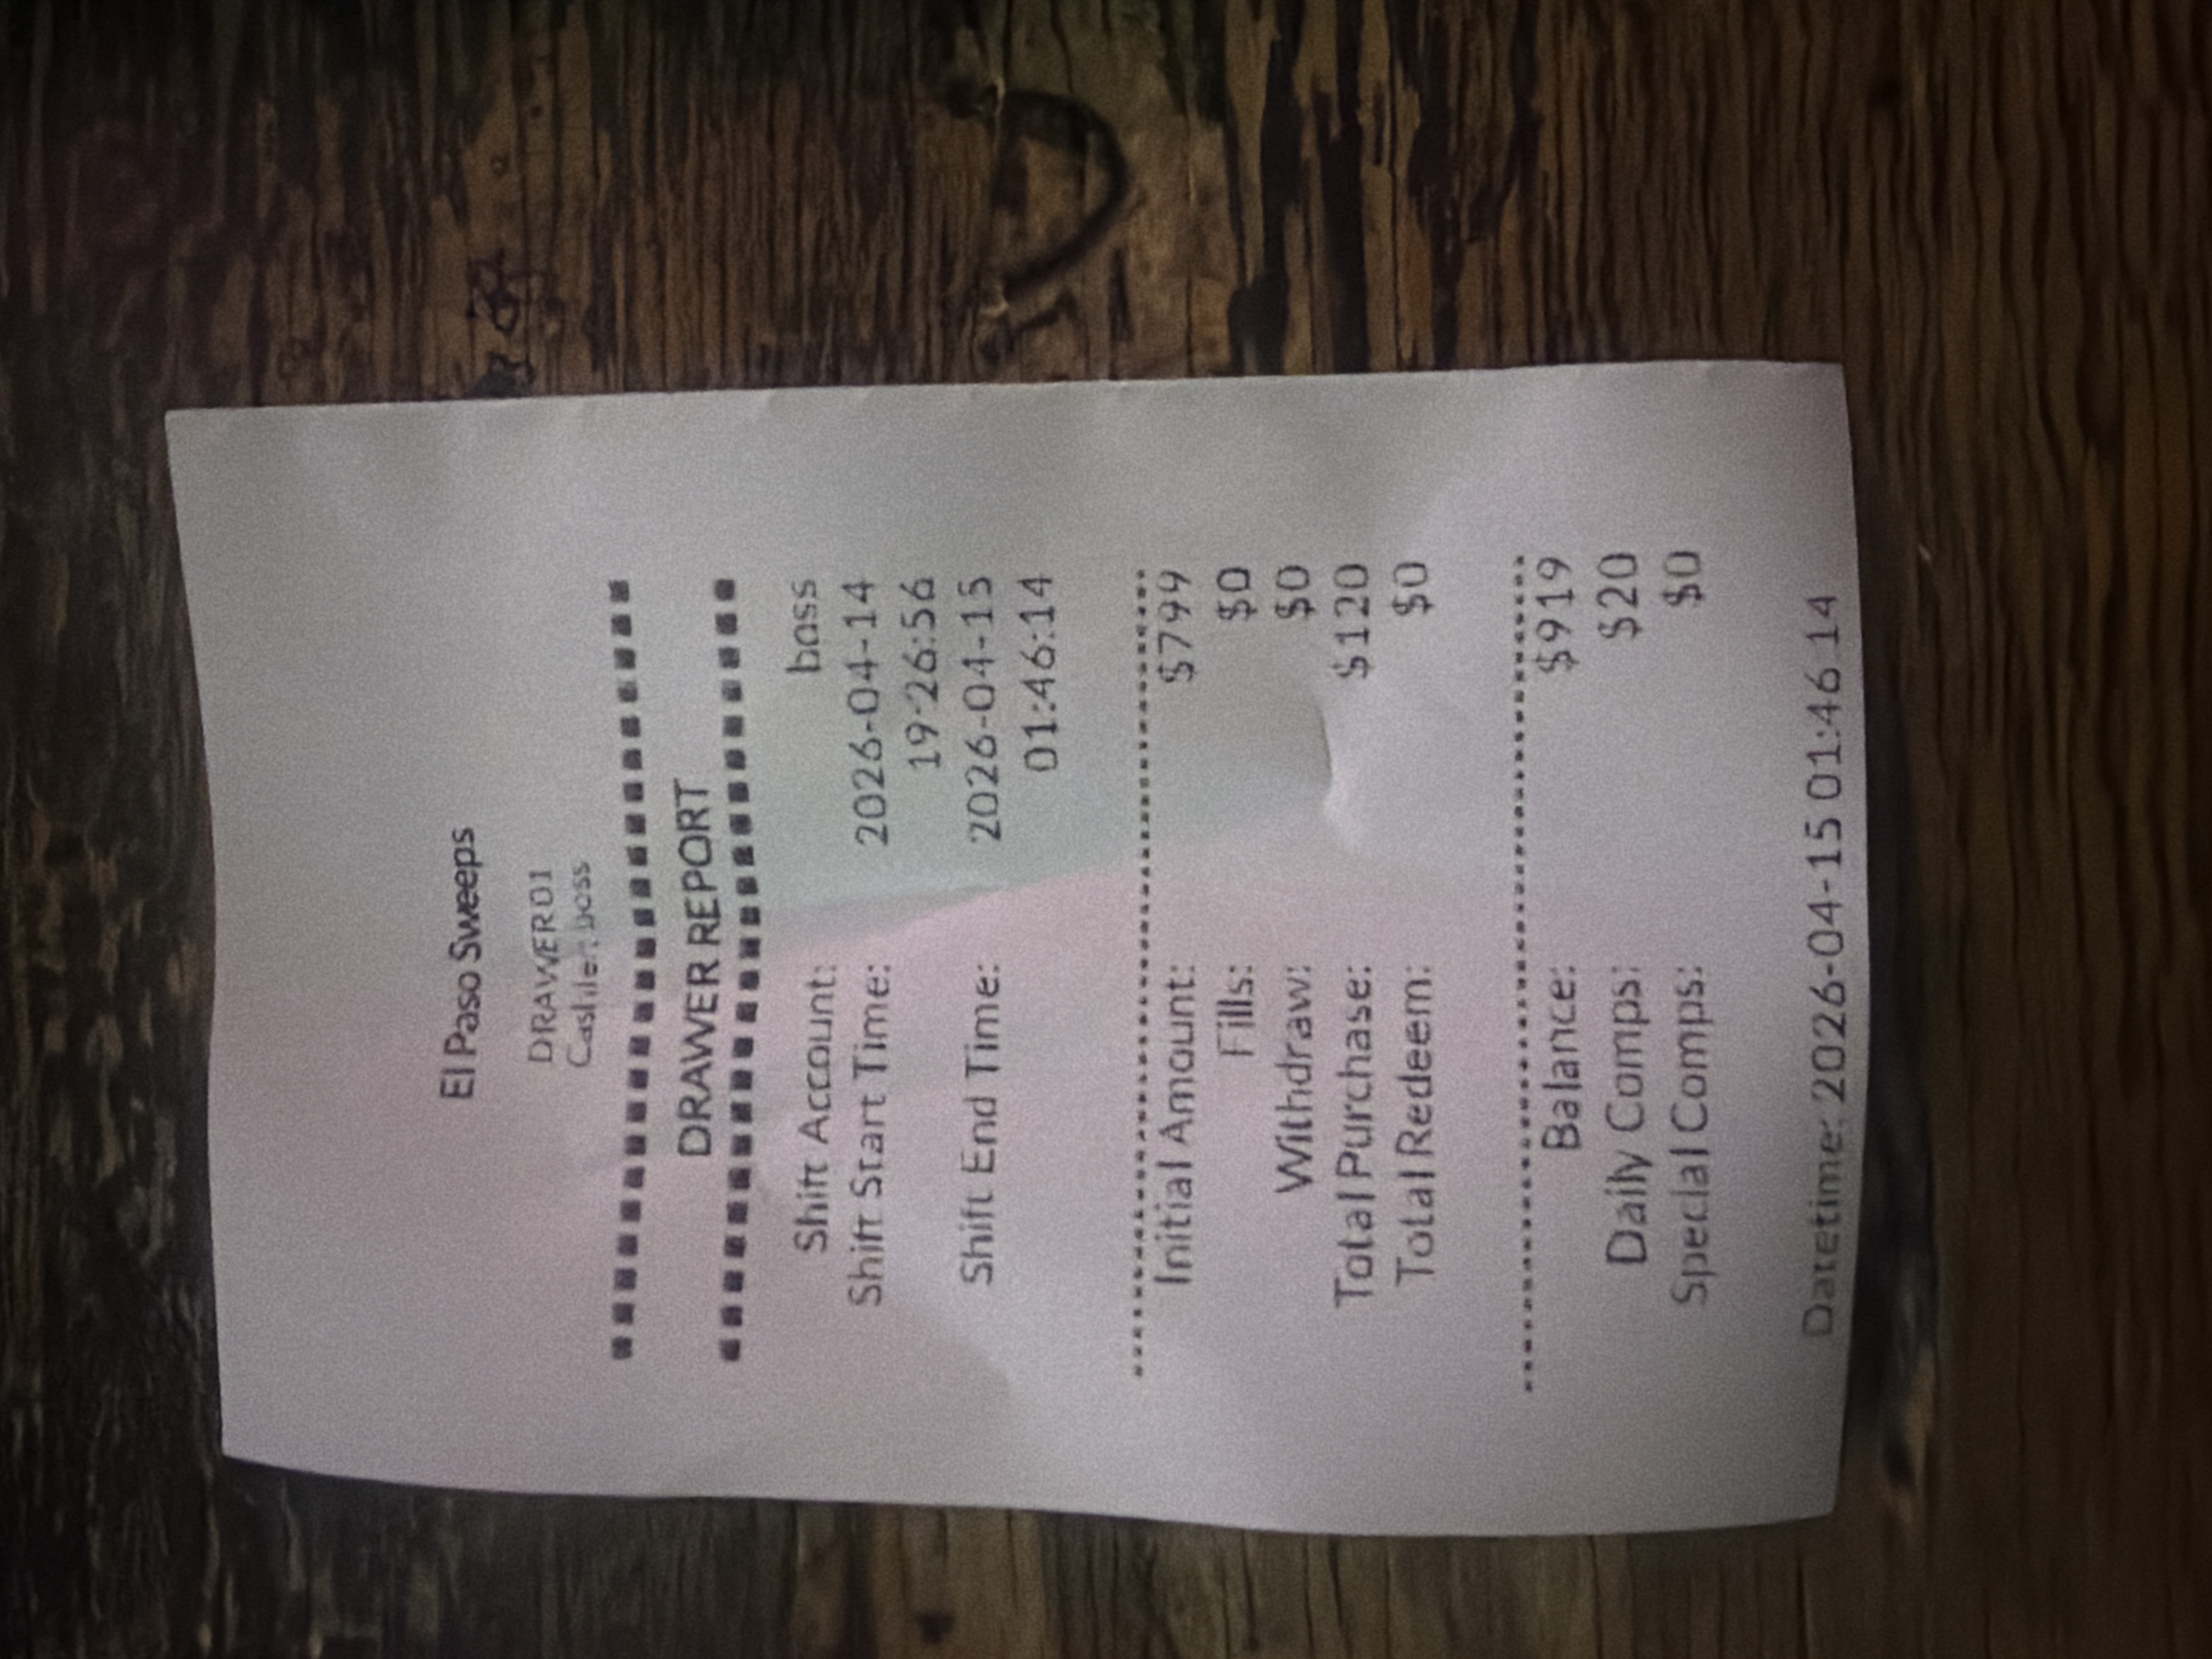 El Paso Sweeps
DRAWER01
Cashier: boss
DRAWER REPORT
Shift Account: boss
Shift Start Time: 2026-04-14
19:26:56
Shift End Time: 2026-04-15
01:46:14
Initial Amount: $799
Fills: $0
Withdraw: $0
Total Purchase: $120
Total Redeem: $0
Balance: $919
Daily Comps: $20
Special Comps: $0
Datetime: 2026-04-15 01:46:14